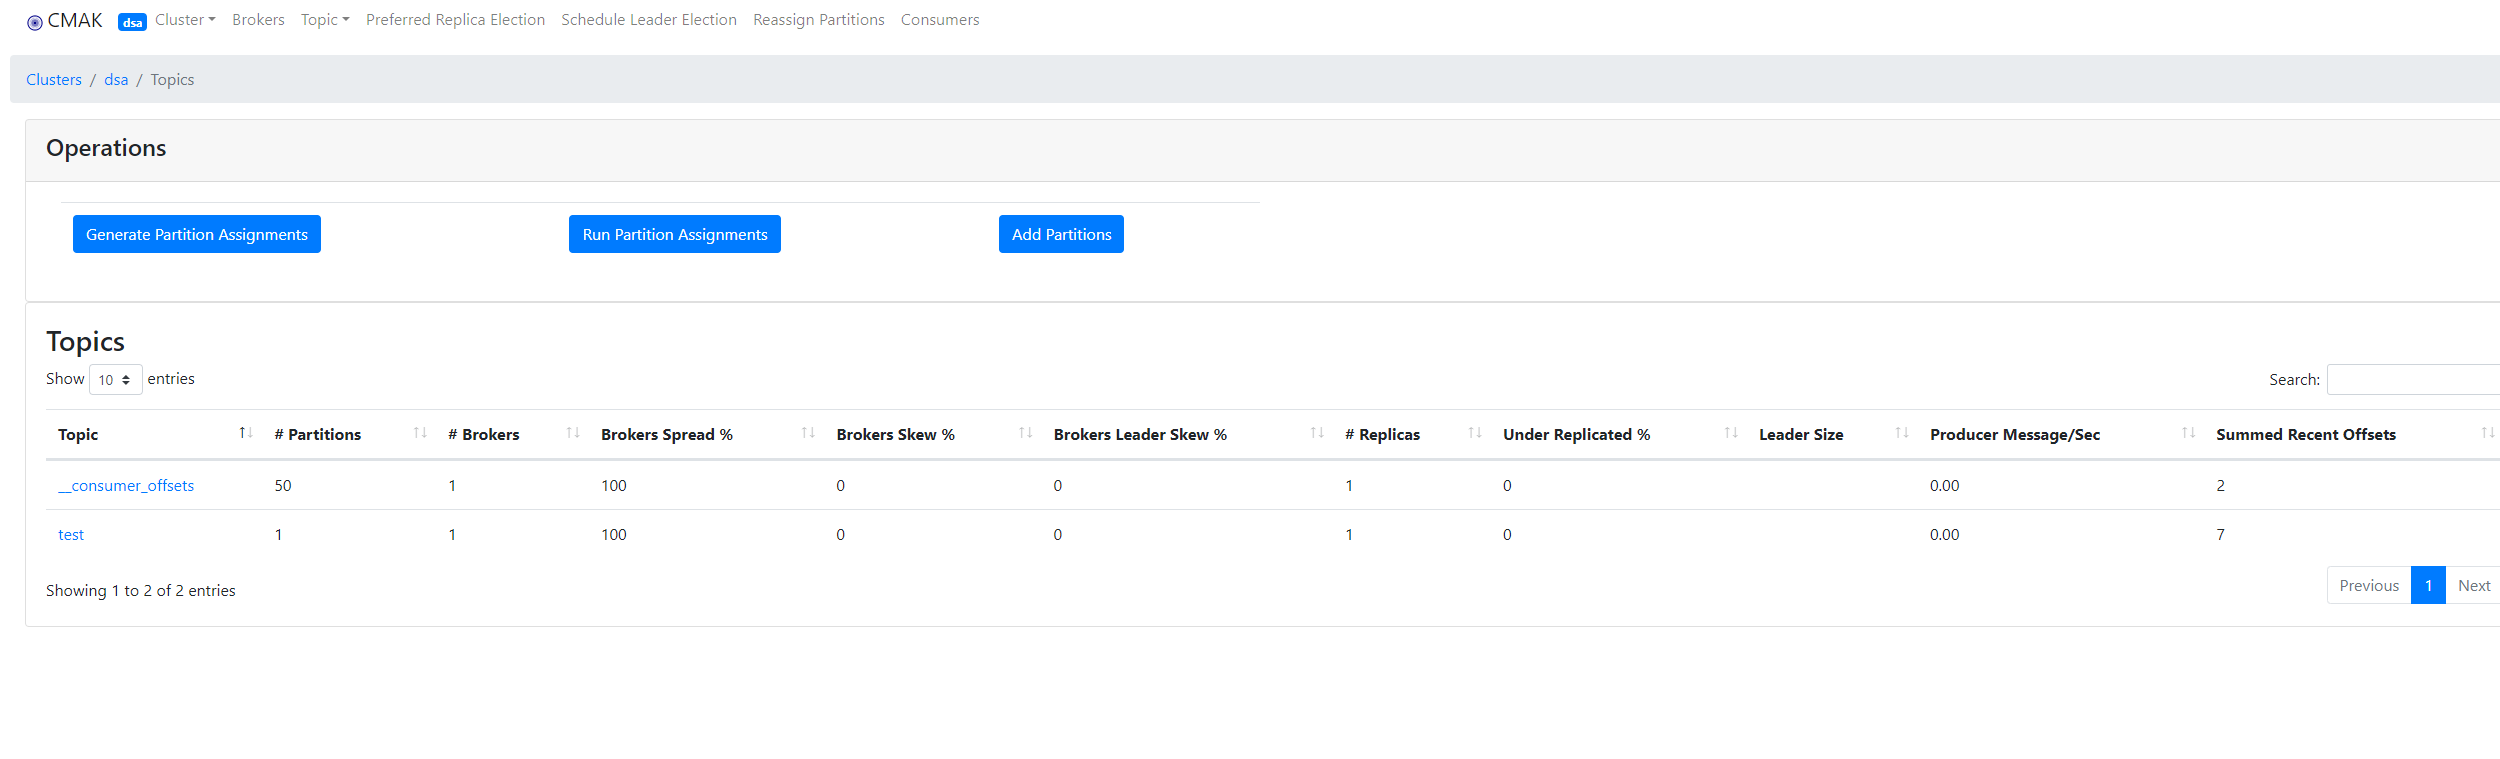 CMAK dsa Cluster Brokers Topic Preferred Replica Election Schedule Leader Election Reassign Partitions Consumers
Clusters / dsa / Topics
Operations
Generate Partition Assignments Run Partition Assignments Add Partitions
Topics
Show 10 entries Search:
Topic # Partitions # Brokers Brokers Spread % Brokers Skew % Brokers Leader Skew % # Replicas Under Replicated % Leader Size Producer Message/Sec Summed Recent Offsets
__consumer_offsets 50 1 100 0 0 1 0 0.00 2
test 1 1 100 0 0 1 0 0.00 7
Showing 1 to 2 of 2 entries Previous 1 Next